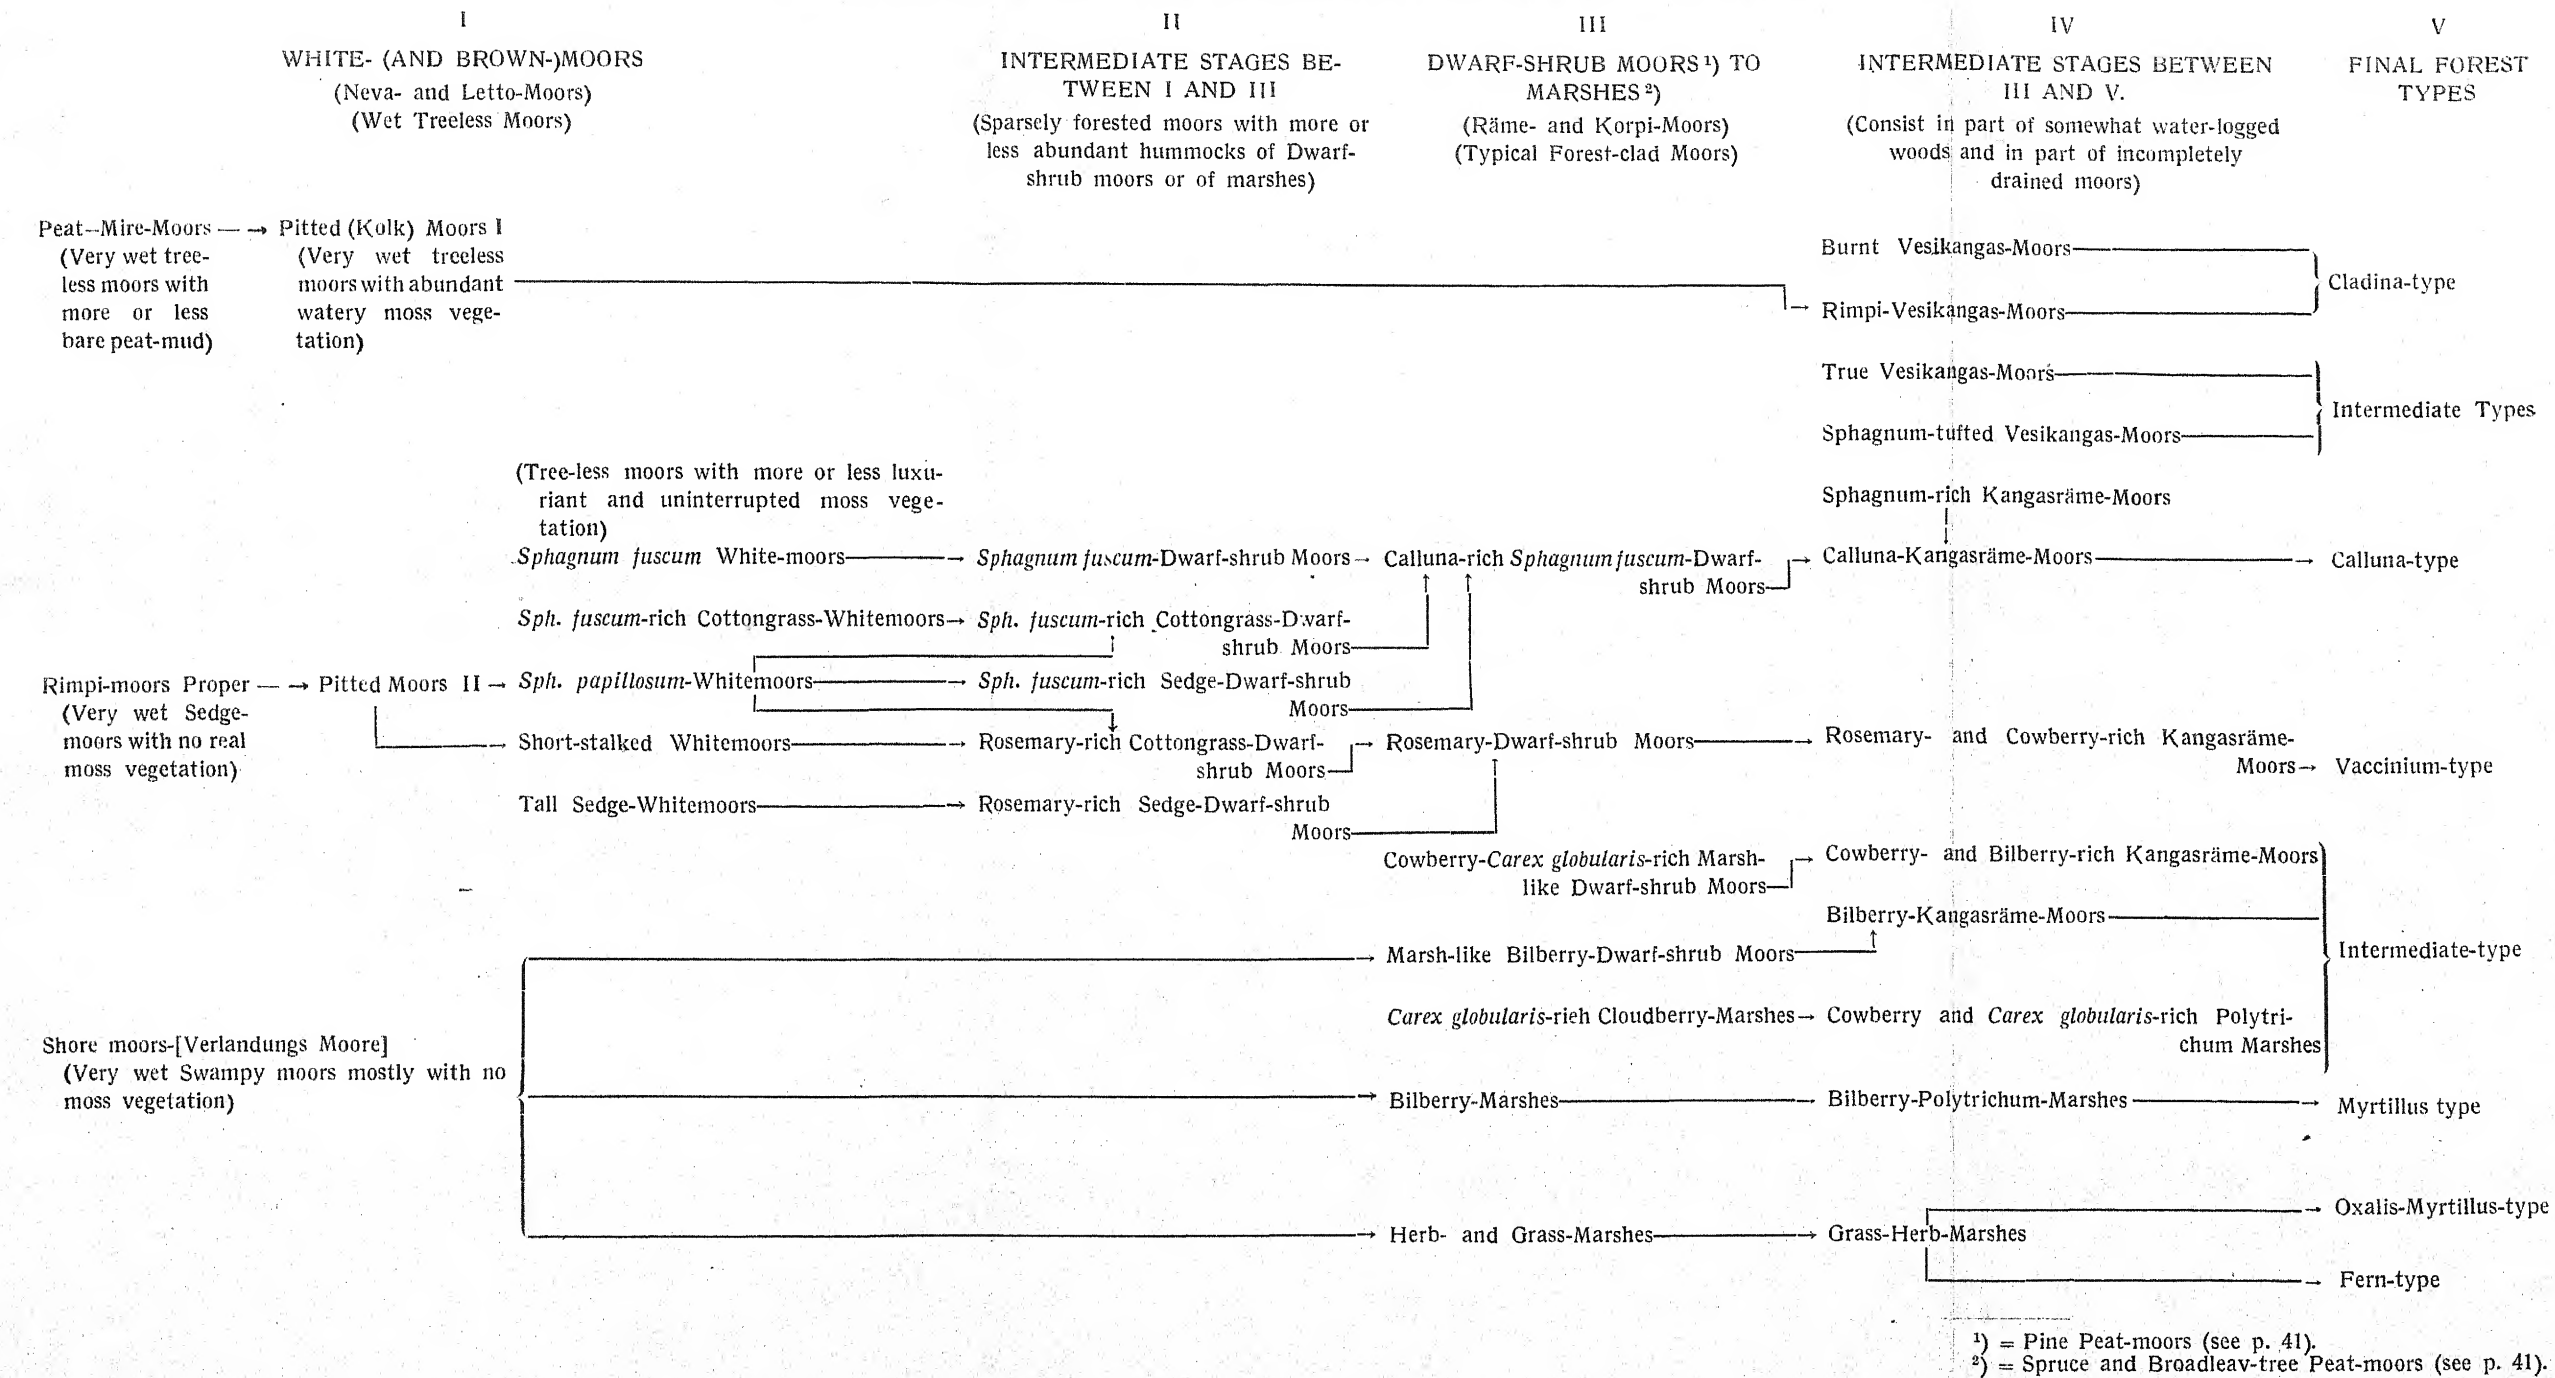 I
WHITE- (AND BROWN-)MOORS
(Neva- and Letto-Moors)
(Wet Treeless Moors)
II
INTERMEDIATE STAGES BE-
TWEEN I AND III
(Sparsely forested moors with more or
less abundant hummocks of Dwarf-
shrub moors or of marshes)
III
DWARF-SHRUB MOORS ¹) TO
MARSHES ²)
(Räme- and Korpi-Moors)
(Typical Forest-clad Moors)
IV
INTERMEDIATE STAGES BETWEEN
III AND V.
(Consist in part of somewhat water-logged
woods and in part of incompletely
drained moors)
V
FINAL FOREST
TYPES
Peat-Mire-Moors — →
(Very wet tree-
less moors with
more or less
bare peat-mud)
Pitted (Kolk) Moors I
(Very wet treeless
moors with abundant
watery moss vege-
tation)
Burnt Vesikangas-Moors
→ Rimpi-Vesikangas-Moors
Cladina-type
True Vesikangas-Moors
Sphagnum-tufted Vesikangas-Moors
Intermediate Types
(Tree-less moors with more or less luxu-
riant and uninterrupted moss vege-
tation)
Sphagnum-rich Kangasräme-Moors
Sphagnum fuscum White-moors →
Sphagnum fuscum-Dwarf-shrub Moors →
Calluna-rich Sphagnum fuscum-Dwarf-
shrub Moors
→ Calluna-Kangasräme-Moors →
Calluna-type
Sph. fuscum-rich Cottongrass-Whitemoors →
Sph. fuscum-rich Cottongrass-Dwarf-
shrub Moors
Rimpi-moors Proper — →
(Very wet Sedge-
moors with no real
moss vegetation)
Pitted Moors II →
Sph. papillosum-Whitemoors →
Sph. fuscum-rich Sedge-Dwarf-shrub
Moors
Short-stalked Whitemoors →
Rosemary-rich Cottongrass-Dwarf-
shrub Moors
→ Rosemary-Dwarf-shrub Moors →
Rosemary- and Cowberry-rich Kangasräme-
Moors →
Vaccinium-type
Tall Sedge-Whitemoors →
Rosemary-rich Sedge-Dwarf-shrub
Moors
Cowberry-Carex globularis-rich Marsh-
like Dwarf-shrub Moors
→ Cowberry- and Bilberry-rich Kangasräme-Moors
Bilberry-Kangasräme-Moors
→ Marsh-like Bilberry-Dwarf-shrub Moors
Intermediate-type
Carex globularis-rich Cloudberry-Marshes →
Cowberry and Carex globularis-rich Polytri-
chum Marshes
Shore moors-[Verlandungs Moore]
(Very wet Swampy moors mostly with no
moss vegetation)
→ Bilberry-Marshes →
Bilberry-Polytrichum-Marshes →
Myrtillus type
→ Herb- and Grass-Marshes →
Grass-Herb-Marshes
→ Oxalis-Myrtillus-type
→ Fern-type
¹) = Pine Peat-moors (see p. 41).
²) = Spruce and Broadleav-tree Peat-moors (see p. 41).